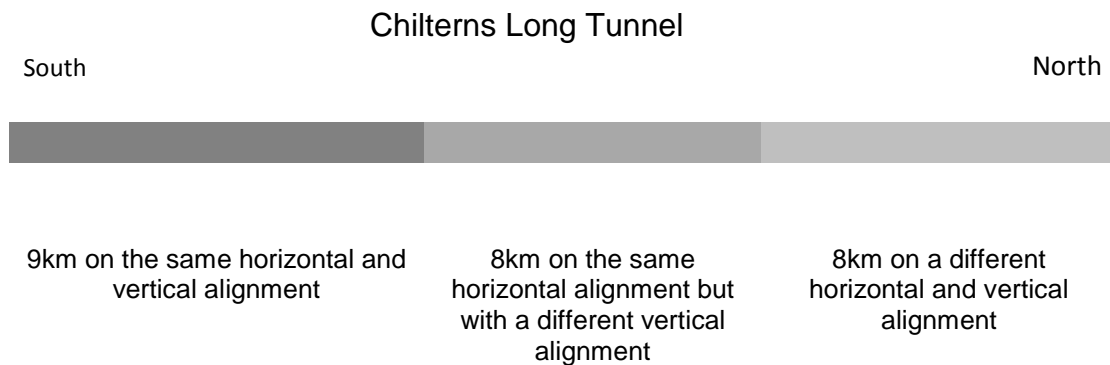 Chilterns Long Tunnel
South
North
9km on the same horizontal and
vertical alignment
8km on the same
horizontal alignment but
with a different vertical
alignment
8km on a different
horizontal and vertical
alignment